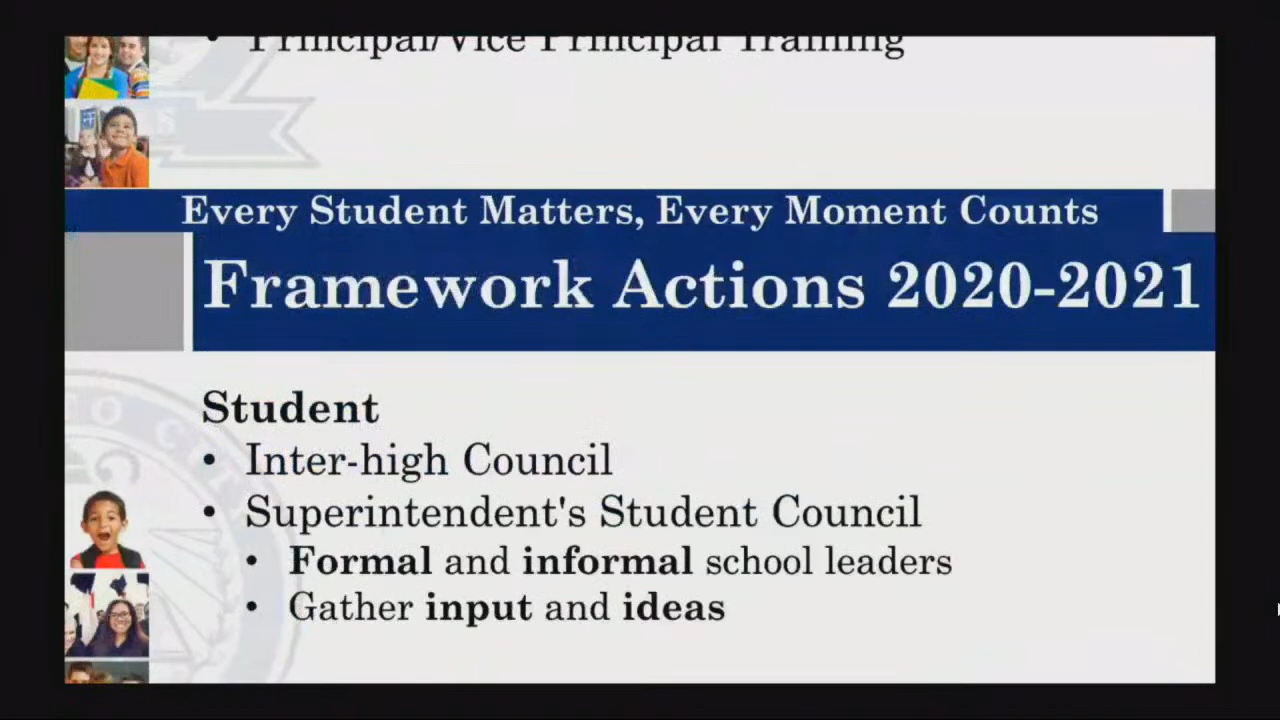 • Principal/Vice Principal Training
Every Student Matters, Every Moment Counts
Framework Actions 2020-2021
Student
• Inter-high Council
• Superintendent's Student Council
• Formal and informal school leaders
• Gather input and ideas